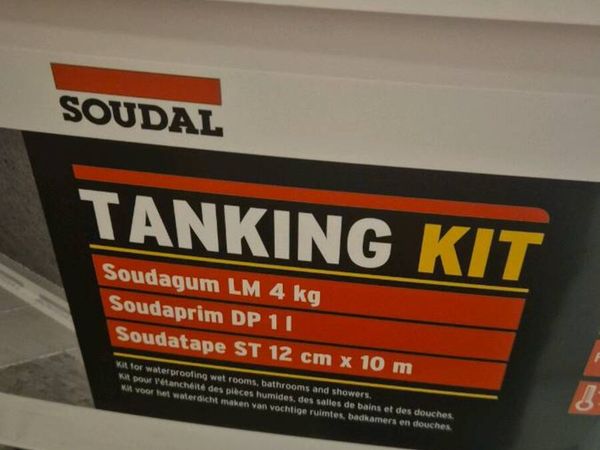 SOUDAL
TANKING KIT
Soudagum LM 4 kg
Soudaprim DP 1 l
Soudatape ST 12 cm x 10 m
Kit for waterproofing wet rooms, bathrooms and showers.
Kit pour l'étanchéité des pièces humides, des salles de bains et des douches.
Kit voor het waterdicht maken van vochtige ruimtes, badkamers en douches.